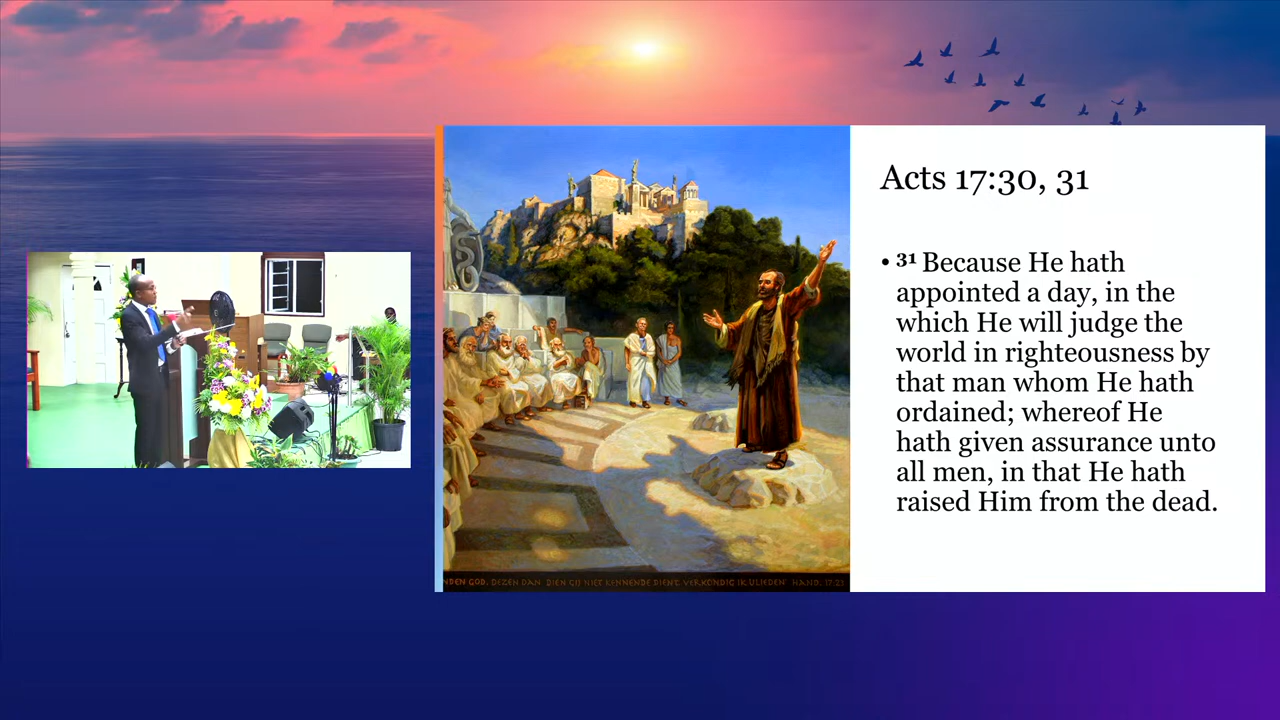 Acts 17:30, 31
• 31 Because He hath
appointed a day, in the
which He will judge the
world in righteousness by
that man whom He hath
ordained; whereof He
hath given assurance unto
all men, in that He hath
raised Him from the dead.
NDEN GOD. DEZEN DAN DIEN GIJ NIET KENNENDE DIENT VERKONDIG IK ULIEDEN HAND. 17:23